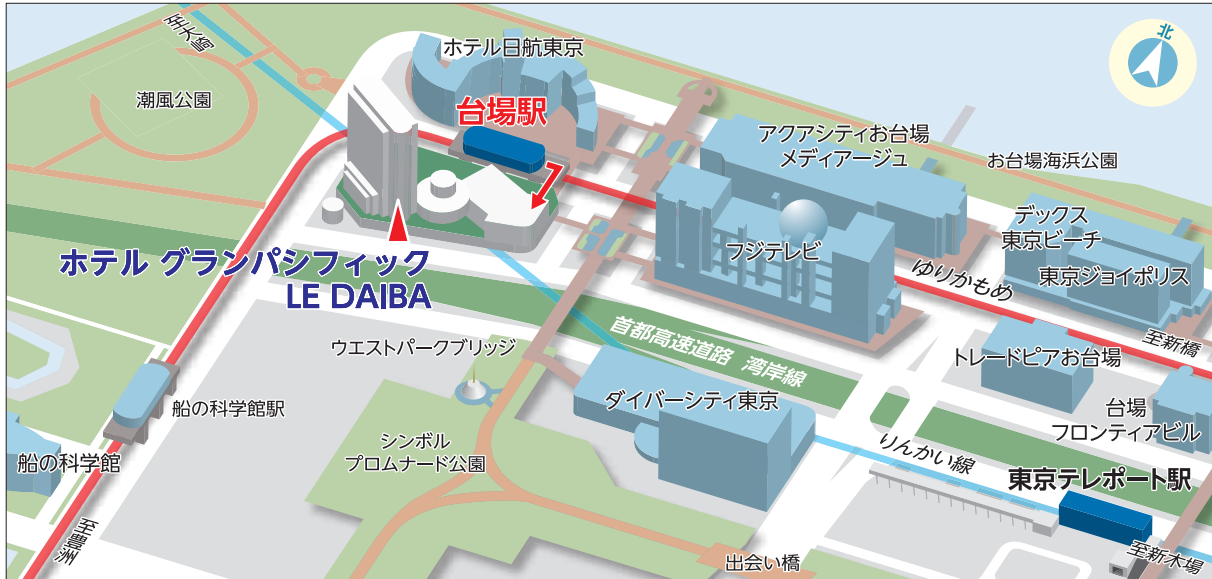 至大崎
ホテル日航東京
北
潮風公園
台場駅
アクアシティお台場
メディアージュ
お台場海浜公園
デックス
東京ビーチ
東京ジョイポリス
フジテレビ
ホテル グランパシフィック
LE DAIBA
ゆりかもめ
至新橋
首都高速道路 湾岸線
ウエストパークブリッジ
トレードピアお台場
ダイバーシティ東京
台場
フロンティアビル
船の科学館駅
シンボル
プロムナード公園
りんかい線
船の科学館
東京テレポート駅
至豊洲
出会い橋
至新木場